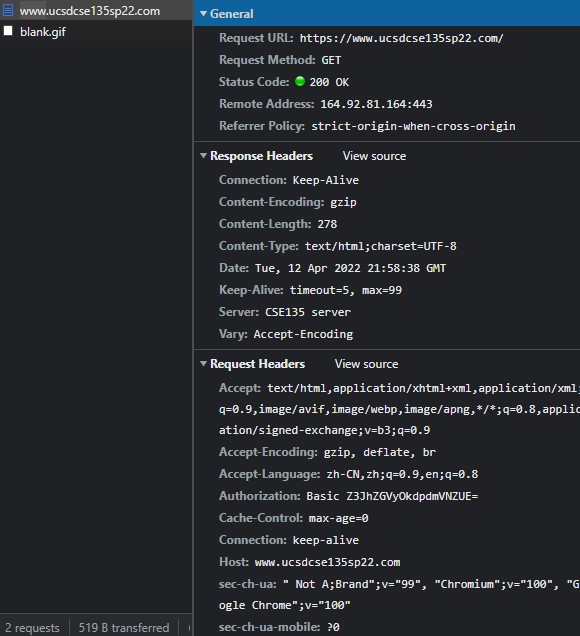 www.ucsdcse135sp22.com
blank.gif
2 requests
519 B transferred
General
Request URL: https://www.ucsdcse135sp22.com/
Request Method: GET
Status Code: 200 OK
Remote Address: 164.92.81.164:443
Referrer Policy: strict-origin-when-cross-origin
Response Headers View source
Connection: Keep-Alive
Content-Encoding: gzip
Content-Length: 278
Content-Type: text/html;charset=UTF-8
Date: Tue, 12 Apr 2022 21:58:38 GMT
Keep-Alive: timeout=5, max=99
Server: CSE135 server
Vary: Accept-Encoding
Request Headers View source
Accept: text/html,application/xhtml+xml,application/xml;
q=0.9,image/avif,image/webp,image/apng,*/*;q=0.8,applic
ation/signed-exchange;v=b3;q=0.9
Accept-Encoding: gzip, deflate, br
Accept-Language: zh-CN,zh;q=0.9,en;q=0.8
Authorization: Basic Z3JhZGVyOkdpdmVNZUE=
Cache-Control: max-age=0
Connection: keep-alive
Host: www.ucsdcse135sp22.com
sec-ch-ua: " Not A;Brand";v="99", "Chromium";v="100", "G
ogle Chrome";v="100"
sec-ch-ua-mobile: ?0